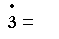 3̇ =